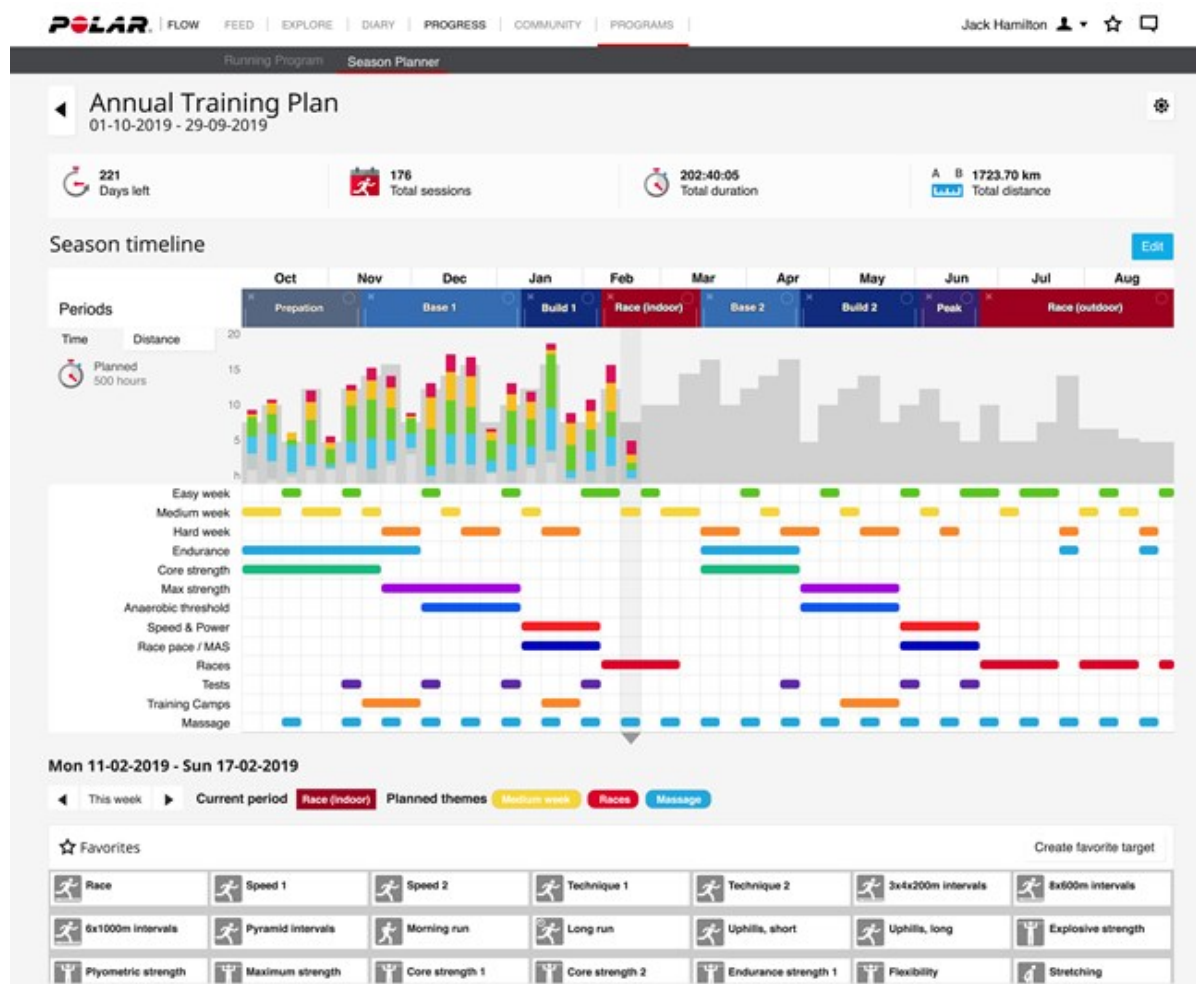 POLAR. FLOW FEED EXPLORE DIARY PROGRESS COMMUNITY PROGRAMS Jack Hamilton
Running Program Season Planner
Annual Training Plan
01-10-2019 - 29-09-2019
221
Days left
176
Total sessions
202:40:05
Total duration
A B 1723.70 km
Total distance
Season timeline Edit
Oct Nov Dec Jan Feb Mar Apr May Jun Jul Aug
Periods Prepation Base 1 Build 1 Race (indoor) Base 2 Build 2 Peak Race (outdoor)
Time Distance
Planned
500 hours
20
15
10
5
h
Easy week
Medium week
Hard week
Endurance
Core strength
Max strength
Anaerobic threshold
Speed & Power
Race pace / MAS
Races
Tests
Training Camps
Massage
Mon 11-02-2019 - Sun 17-02-2019
This week Current period Race (indoor) Planned themes Medium week Races Massage
Favorites Create favorite target
Race Speed 1 Speed 2 Technique 1 Technique 2 3x4x200m intervals 8x600m intervals
6x1000m intervals Pyramid intervals Morning run Long run Uphills, short Uphills, long Explosive strength
Plyometric strength Maximum strength Core strength 1 Core strength 2 Endurance strength 1 Flexibility Stretching